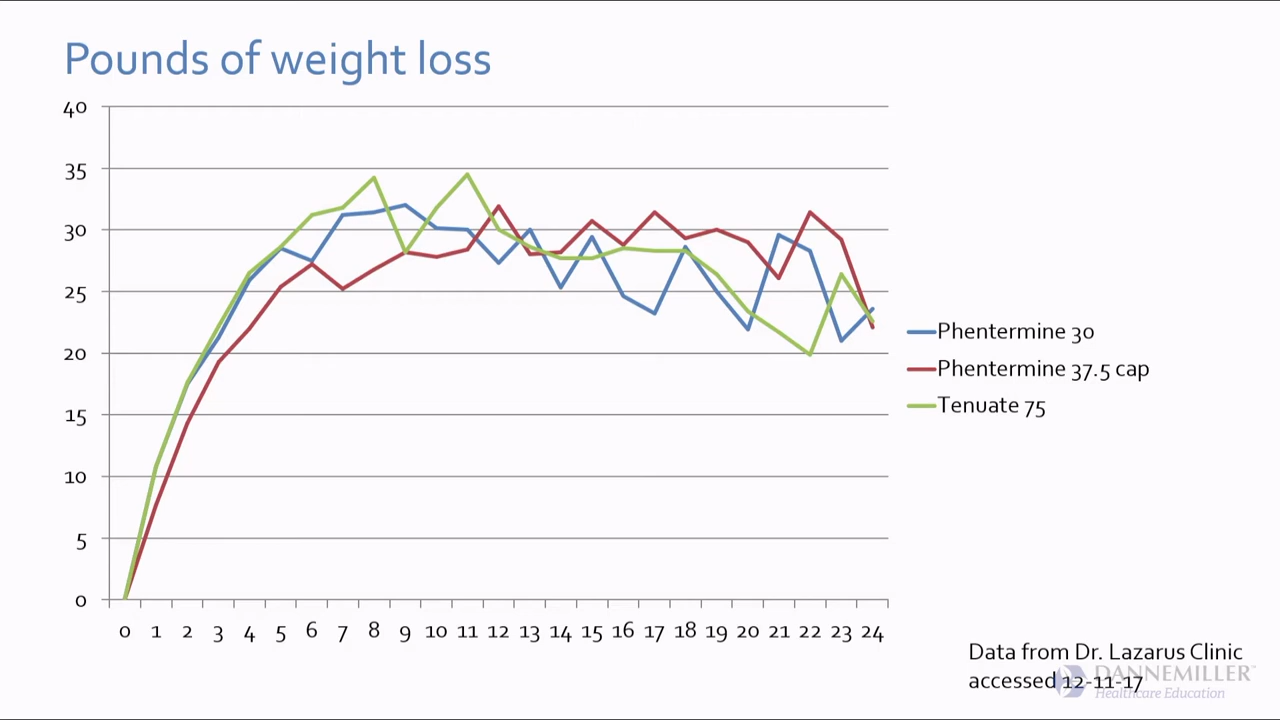 Pounds of weight loss
40
35
30
25
20
15
10
5
0
0 1 2 3 4 5 6 7 8 9 10 11 12 13 14 15 16 17 18 19 20 21 22 23 24
Phentermine 30
Phentermine 37.5 cap
Tenuate 75
Data from Dr. Lazarus Clinic
accessed 12-11-17
DANNEMILLER™
Healthcare Education